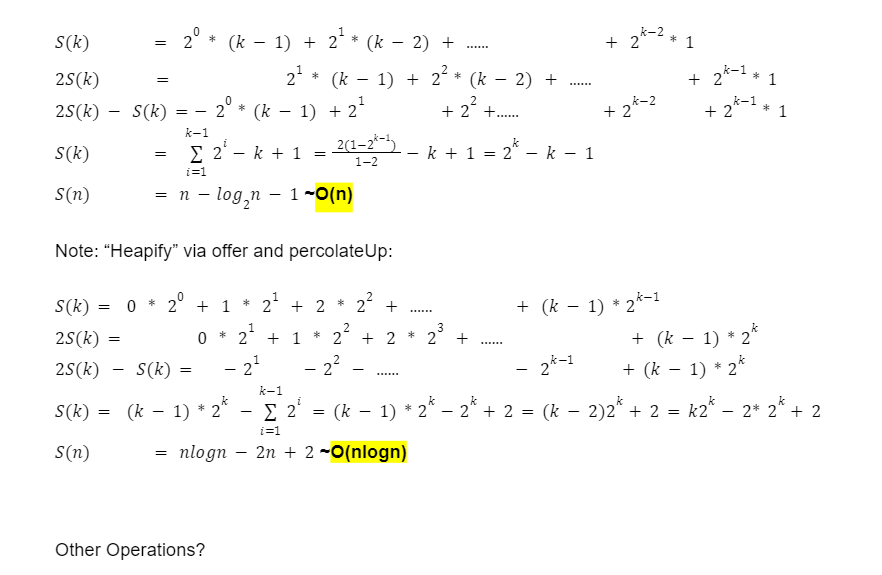 S(k) = 2^0 * (k − 1) + 2^1 * (k − 2) + ...... + 2^{k−2} * 1
2S(k) = 2^1 * (k − 1) + 2^2 * (k − 2) + ...... + 2^{k−1} * 1
2S(k) − S(k) = − 2^0 * (k − 1) + 2^1 + 2^2 +...... + 2^{k−2} + 2^{k−1} * 1
S(k) = \sum_{i=1}^{k−1} 2^i − k + 1 = \frac{2(1−2^{k−1})}{1−2} − k + 1 = 2^k − k − 1
S(n) = n − log_2 n − 1 ~O(n)
Note: “Heapify” via offer and percolateUp:
S(k) = 0 * 2^0 + 1 * 2^1 + 2 * 2^2 + ...... + (k − 1) * 2^{k−1}
2S(k) = 0 * 2^1 + 1 * 2^2 + 2 * 2^3 + ...... + (k − 1) * 2^k
2S(k) − S(k) = − 2^1 − 2^2 − ...... − 2^{k−1} + (k − 1) * 2^k
S(k) = (k − 1) * 2^k − \sum_{i=1}^{k−1} 2^i = (k − 1) * 2^k − 2^k + 2 = (k − 2)2^k + 2 = k2^k − 2* 2^k + 2
S(n) = nlogn − 2n + 2 ~O(nlogn)
Other Operations?